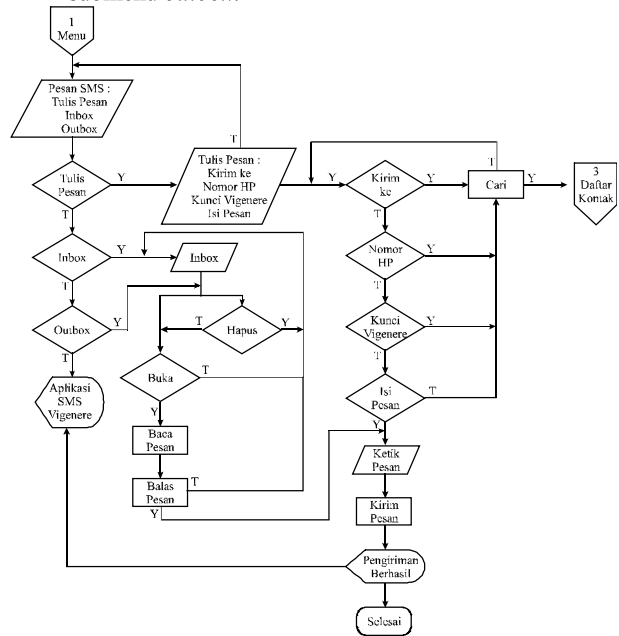 1
Menu
Pesan SMS :
Tulis Pesan
Inbox
Outbox
T
Tulis Pesan :
Kirim ke
Nomor HP
Kunci Vigenere
Isi Pesan
Tulis
Pesan
Y
Y
Kirim
ke
Y
T
Cari
Y
3
Daftar
Kontak
T
T
Inbox
Y
Inbox
Nomor
HP
Y
T
T
Outbox
Y
T
Hapus
Y
Kunci
Vigenere
Y
T
T
Aplikasi
SMS
Vigenere
Buka
T
Isi
Pesan
T
Y
Y
Baca
Pesan
Ketik
Pesan
Balas
Pesan
T
Y
Kirim
Pesan
Pengiriman
Berhasil
Selesai